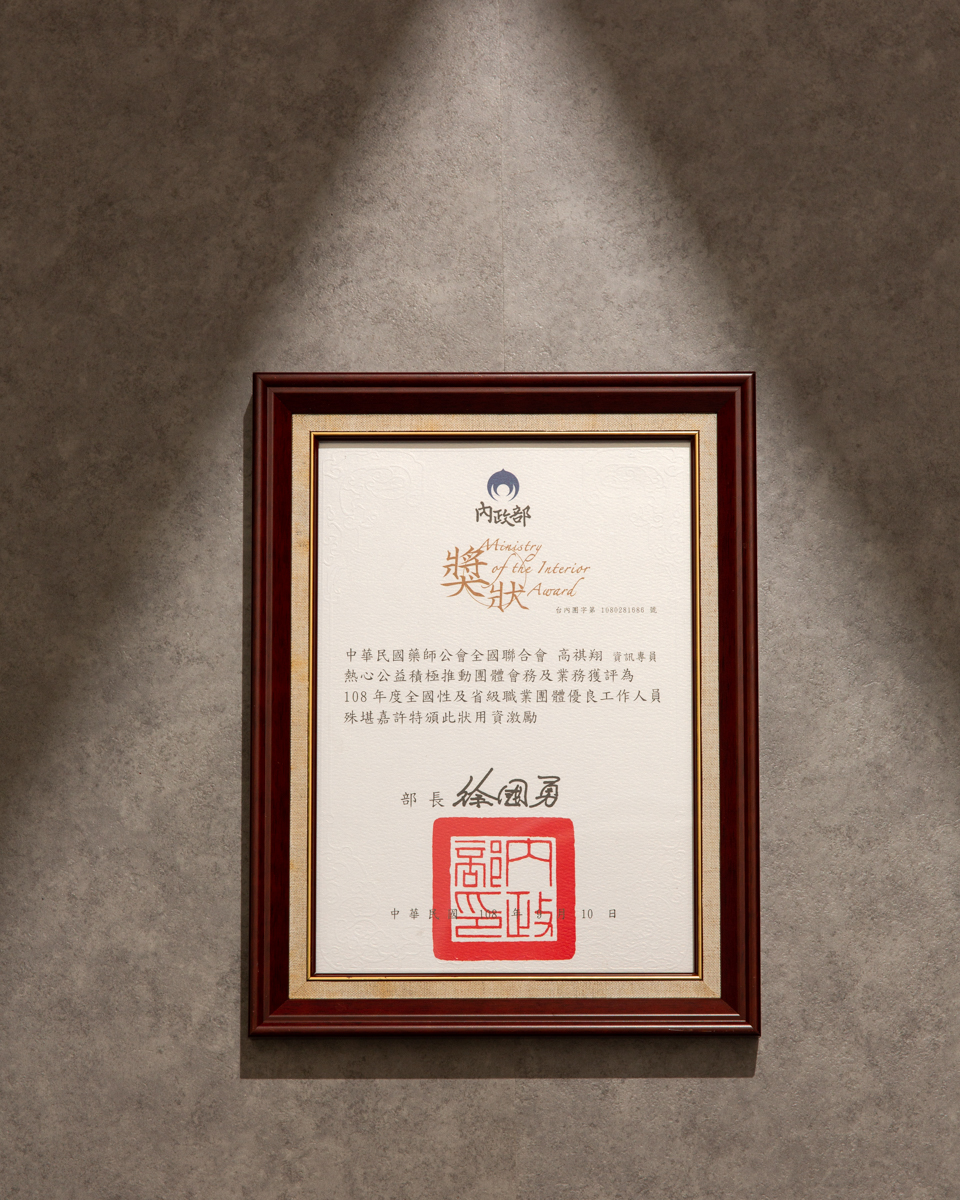 內政部
獎狀
Ministry
of the Interior
Award
台內團字第 1080281686 號
中華民國藥師公會全國聯合會 高祺翔 資訊專員
熱心公益積極推動團體會務及業務獲評為
108 年度全國性及省級職業團體優良工作人員
殊堪嘉許特頒此狀用資激勵
部長 徐國勇
內政部印
中華民國 108 年 9 月 10 日